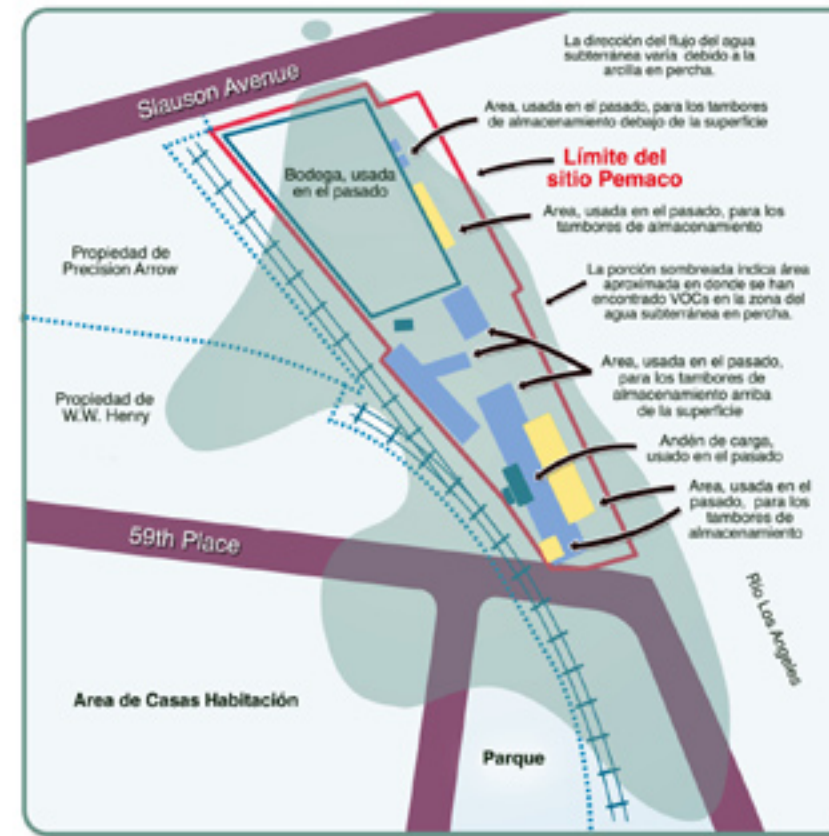 La dirección del flujo del agua
subterránea varía debido a la
arcilla en percha.
Slauson Avenue
Area, usada en el pasado, para los tambores
de almacenamiento debajo de la superficie
Límite del
sitio Pemaco
Bodega, usada
en el pasado
Area, usada en el pasado, para los
tambores de almacenamiento
Propiedad de
Precision Arrow
La porción sombreada indica área
aproximada en donde se han
encontrado VOCs en la zona del
agua subterránea en percha.
Area, usada en el pasado,
para los tambores de
almacenamiento arriba
de la superficie
Propiedad de
W.W. Henry
Andén de carga,
usado en el pasado
Area, usada en el
pasado, para los
tambores de
almacenamiento
59th Place
Río Los Angeles
Area de Casas Habitación
Parque